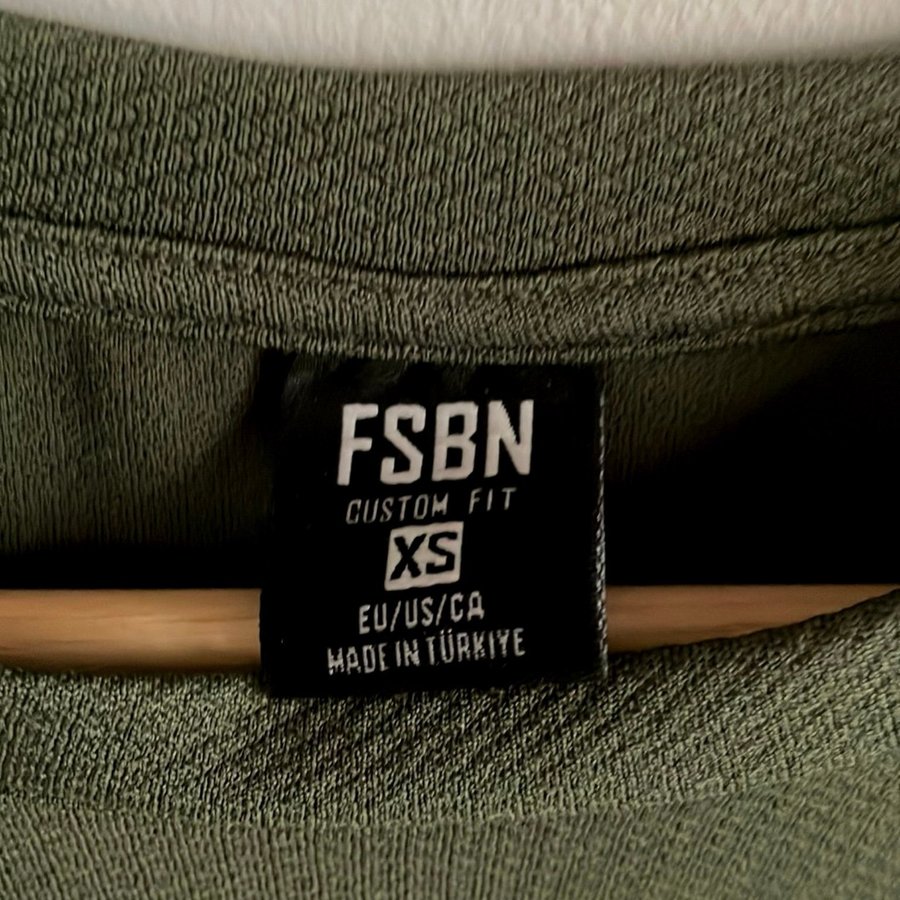 FSBN
CUSTOM FIT
XS
EU/US/CA
MADE IN TÜRKIYE